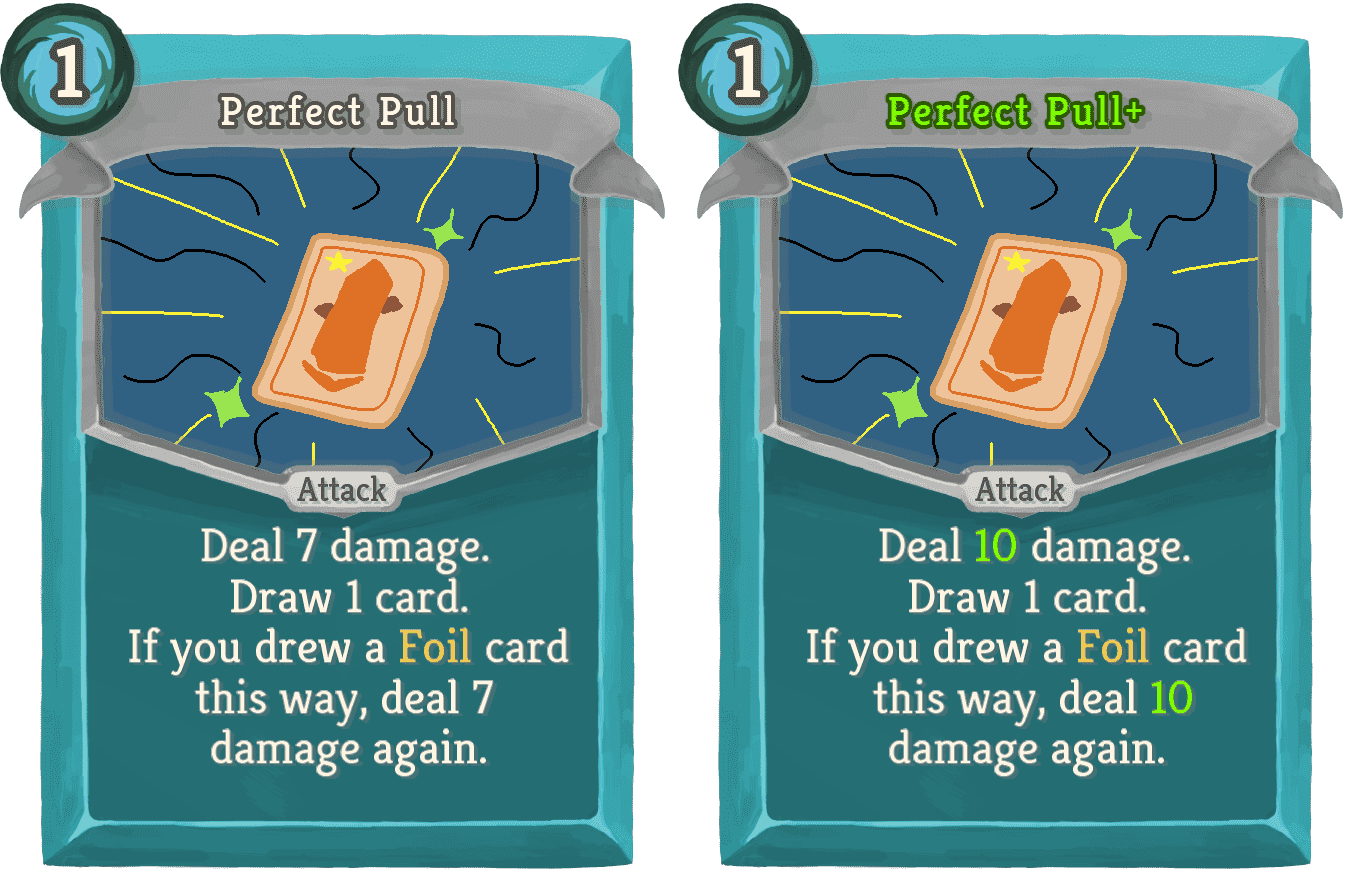 1
Perfect Pull
Attack
Deal 7 damage.
Draw 1 card.
If you drew a Foil card
this way, deal 7
damage again.
1
Perfect Pull+
Attack
Deal 10 damage.
Draw 1 card.
If you drew a Foil card
this way, deal 10
damage again.